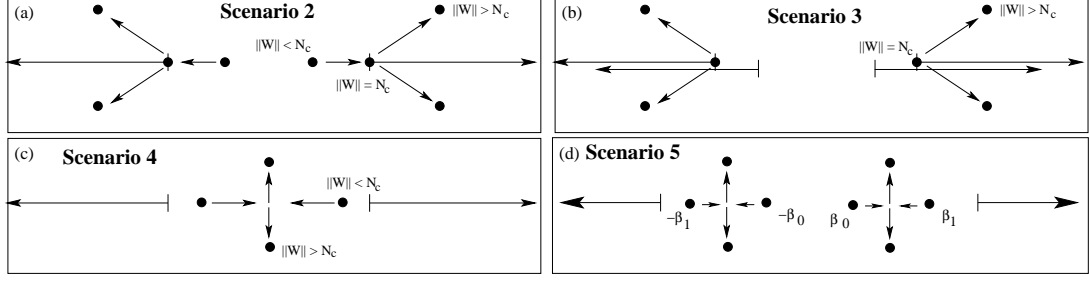 (a)
Scenario 2
||W|| > N_c
||W|| < N_c
||W|| = N_c
(b)
Scenario 3
||W|| > N_c
||W|| = N_c
(c)
Scenario 4
||W|| < N_c
||W|| > N_c
(d)
Scenario 5
−β_1
−β_0
β_0
β_1